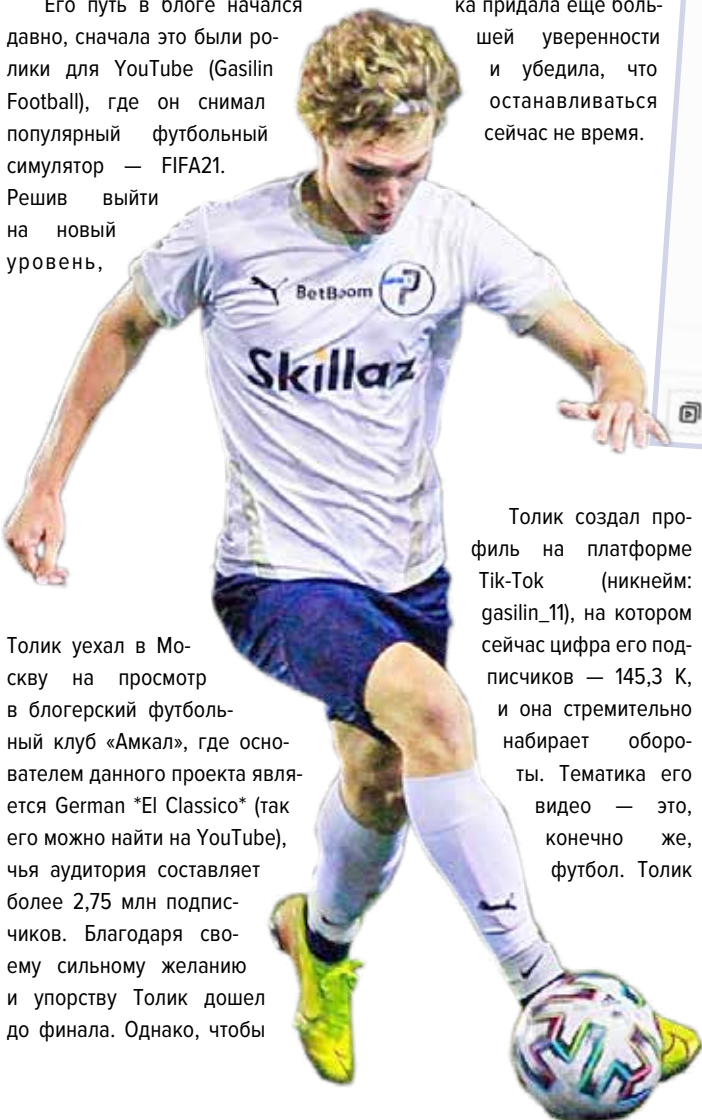 Его путь в блоге начался
давно, сначала это были ро-
лики для YouTube (Gasilin
Football), где он снимал
популярный футбольный
симулятор — FIFA21.
Решив выйти
на новый
уровень,
Толик уехал в Мо-
скву на просмотр
в блогерский футболь-
ный клуб «Амкал», где осно-
вателем данного проекта явля-
ется German *El Classico* (так
его можно найти на YouTube),
чья аудитория составляет
более 2,75 млн подпис-
чиков. Благодаря сво-
ему сильному желанию
и упорству Толик дошел
до финала. Однако, чтобы
BetBoom
Skillaz
ка придала еще боль-
шей уверенности
и убедила, что
останавливаться
сейчас не время.
Толик создал про-
филь на платформе
Tik-Tok (никнейм:
gasilin_11), на котором
сейчас цифра его под-
писчиков — 145,3 K,
и она стремительно
набирает оборо-
ты. Тематика его
видео — это,
конечно же,
футбол. Толик